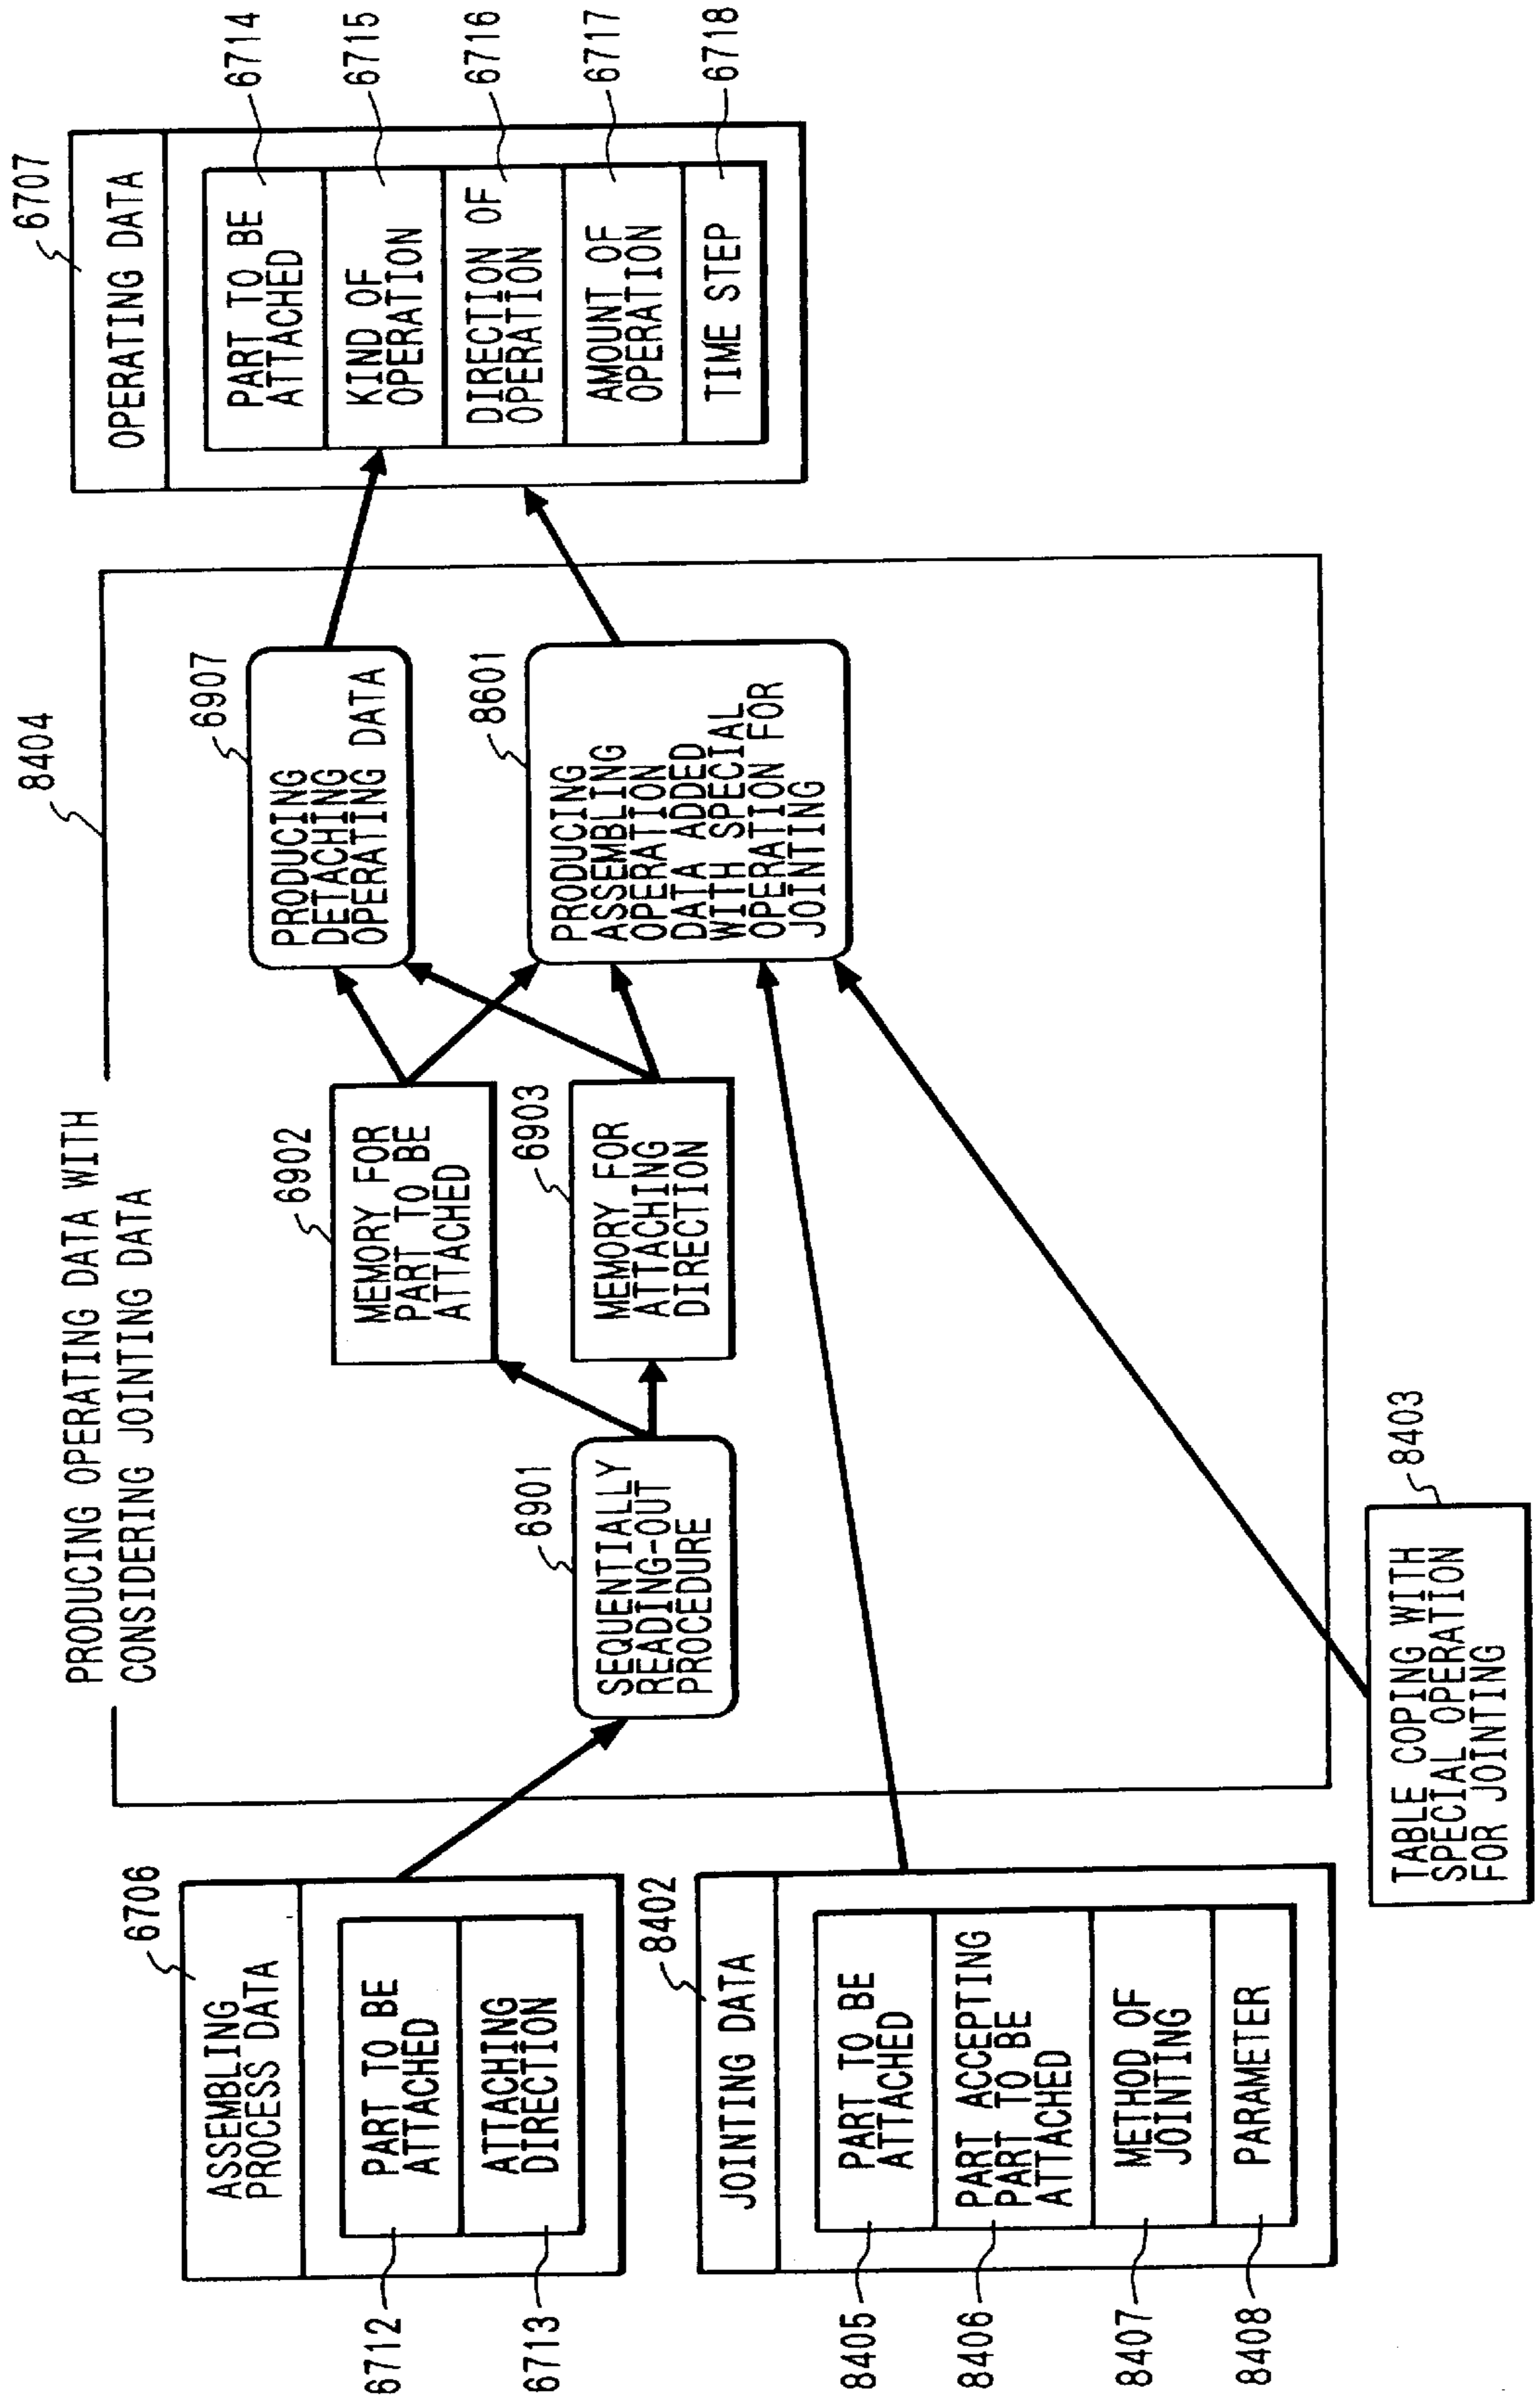 PRODUCING OPERATING DATA WITH
CONSIDERING JOINTING DATA
8404
6706
ASSEMBLING
PROCESS DATA
PART TO BE
ATTACHED
ATTACHING
DIRECTION
6712
6713
8402
JOINTING DATA
PART TO BE
ATTACHED
PART ACCEPTING
PART TO BE
ATTACHED
METHOD OF
JOINTING
PARAMETER
8405
8406
8407
8408
6901
SEQUENTIALLY
READING-OUT
PROCEDURE
6902
MEMORY FOR
PART TO BE
ATTACHED
6903
MEMORY FOR
ATTACHING
DIRECTION
6907
PRODUCING
DETACHING
OPERATING DATA
8601
PRODUCING
ASSEMBLING
OPERATION
DATA ADDED
WITH SPECIAL
OPERATION FOR
JOINTING
8403
TABLE COPING WITH
SPECIAL OPERATION
FOR JOINTING
6707
OPERATING DATA
PART TO BE
ATTACHED
KIND OF
OPERATION
DIRECTION OF
OPERATION
AMOUNT OF
OPERATION
TIME STEP
6714
6715
6716
6717
6718